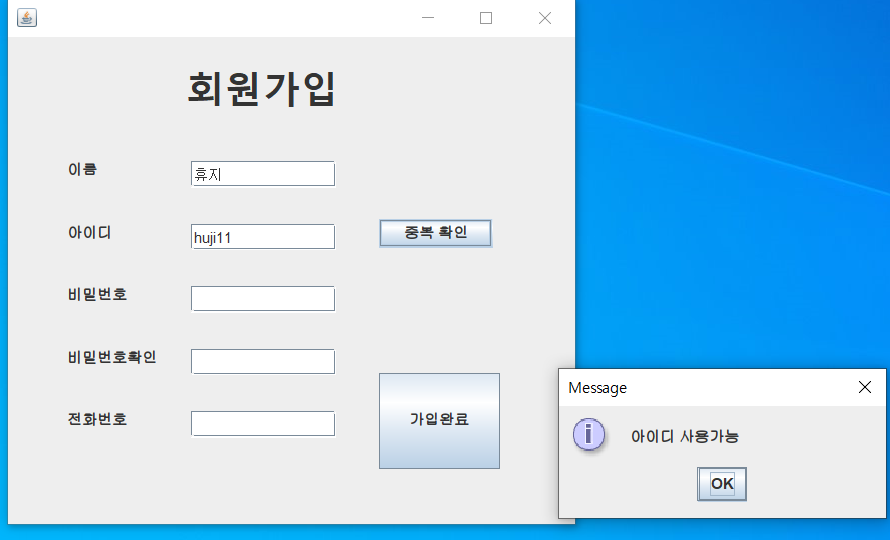 회원가입
이름
휴지
아이디
huji11
중복 확인
비밀번호
비밀번호확인
전화번호
가입완료
Message
아이디 사용가능
OK